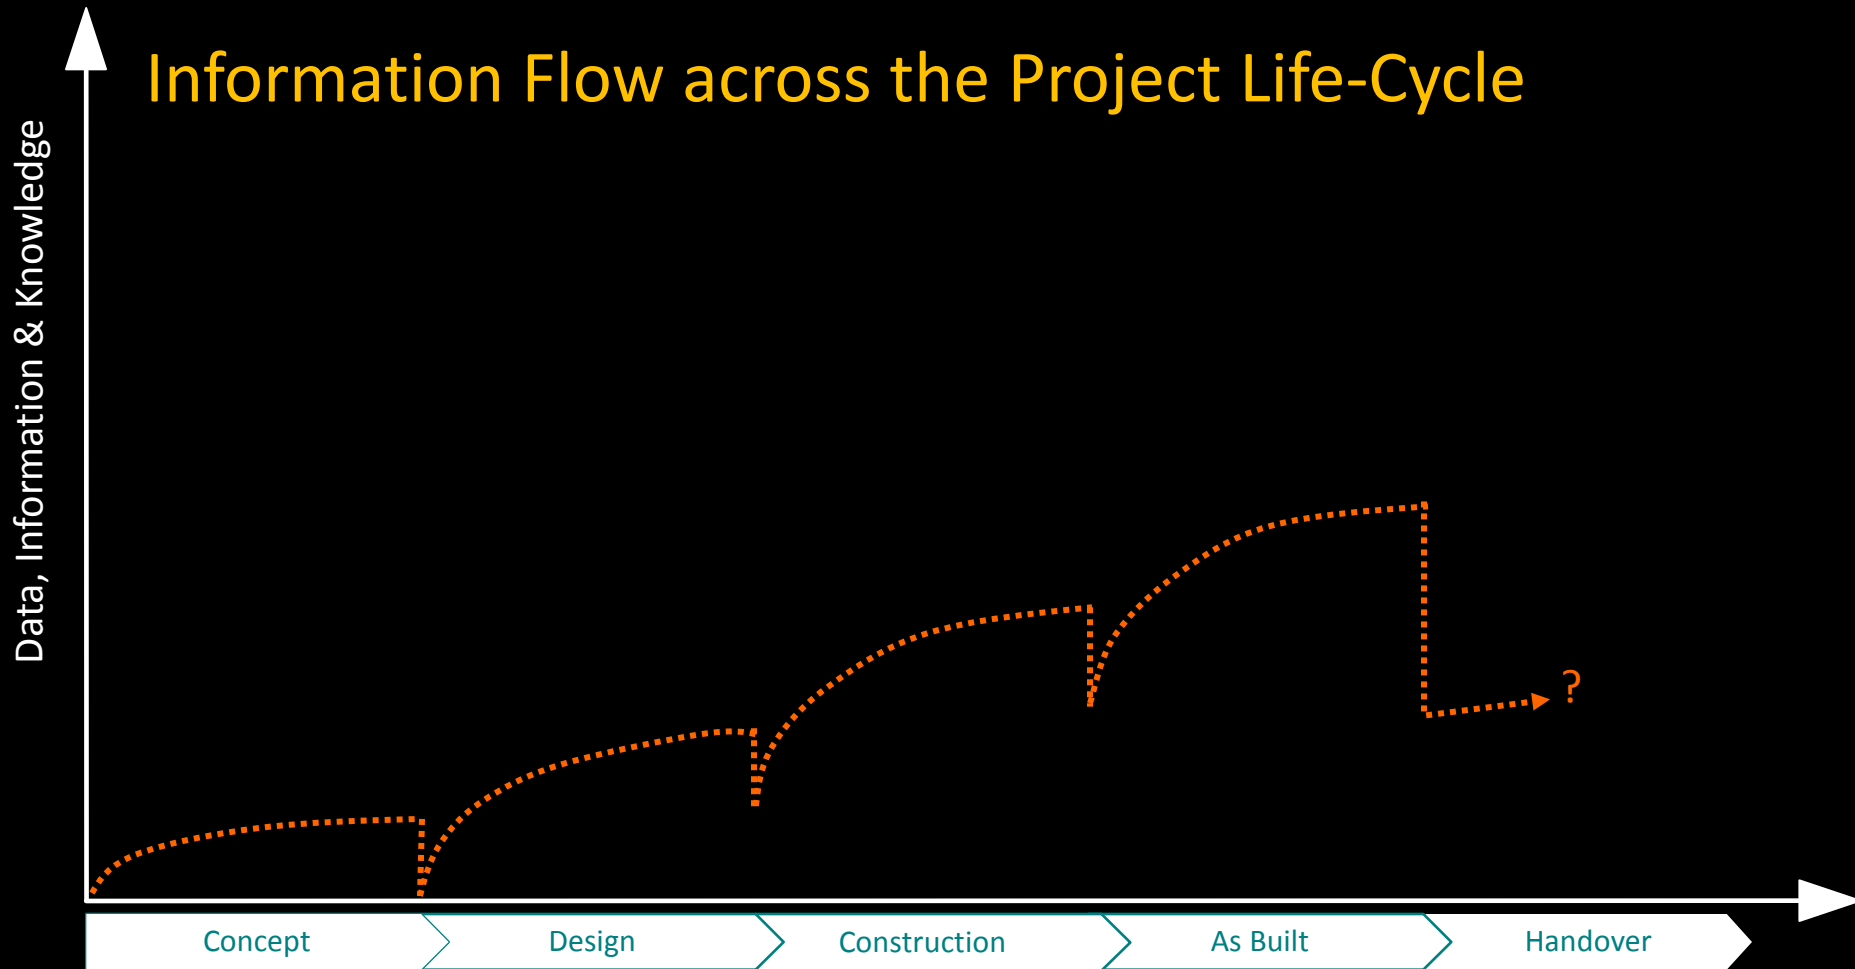 Information Flow across the Project Life-Cycle
Data, Information & Knowledge
?
Concept
Design
Construction
As Built
Handover